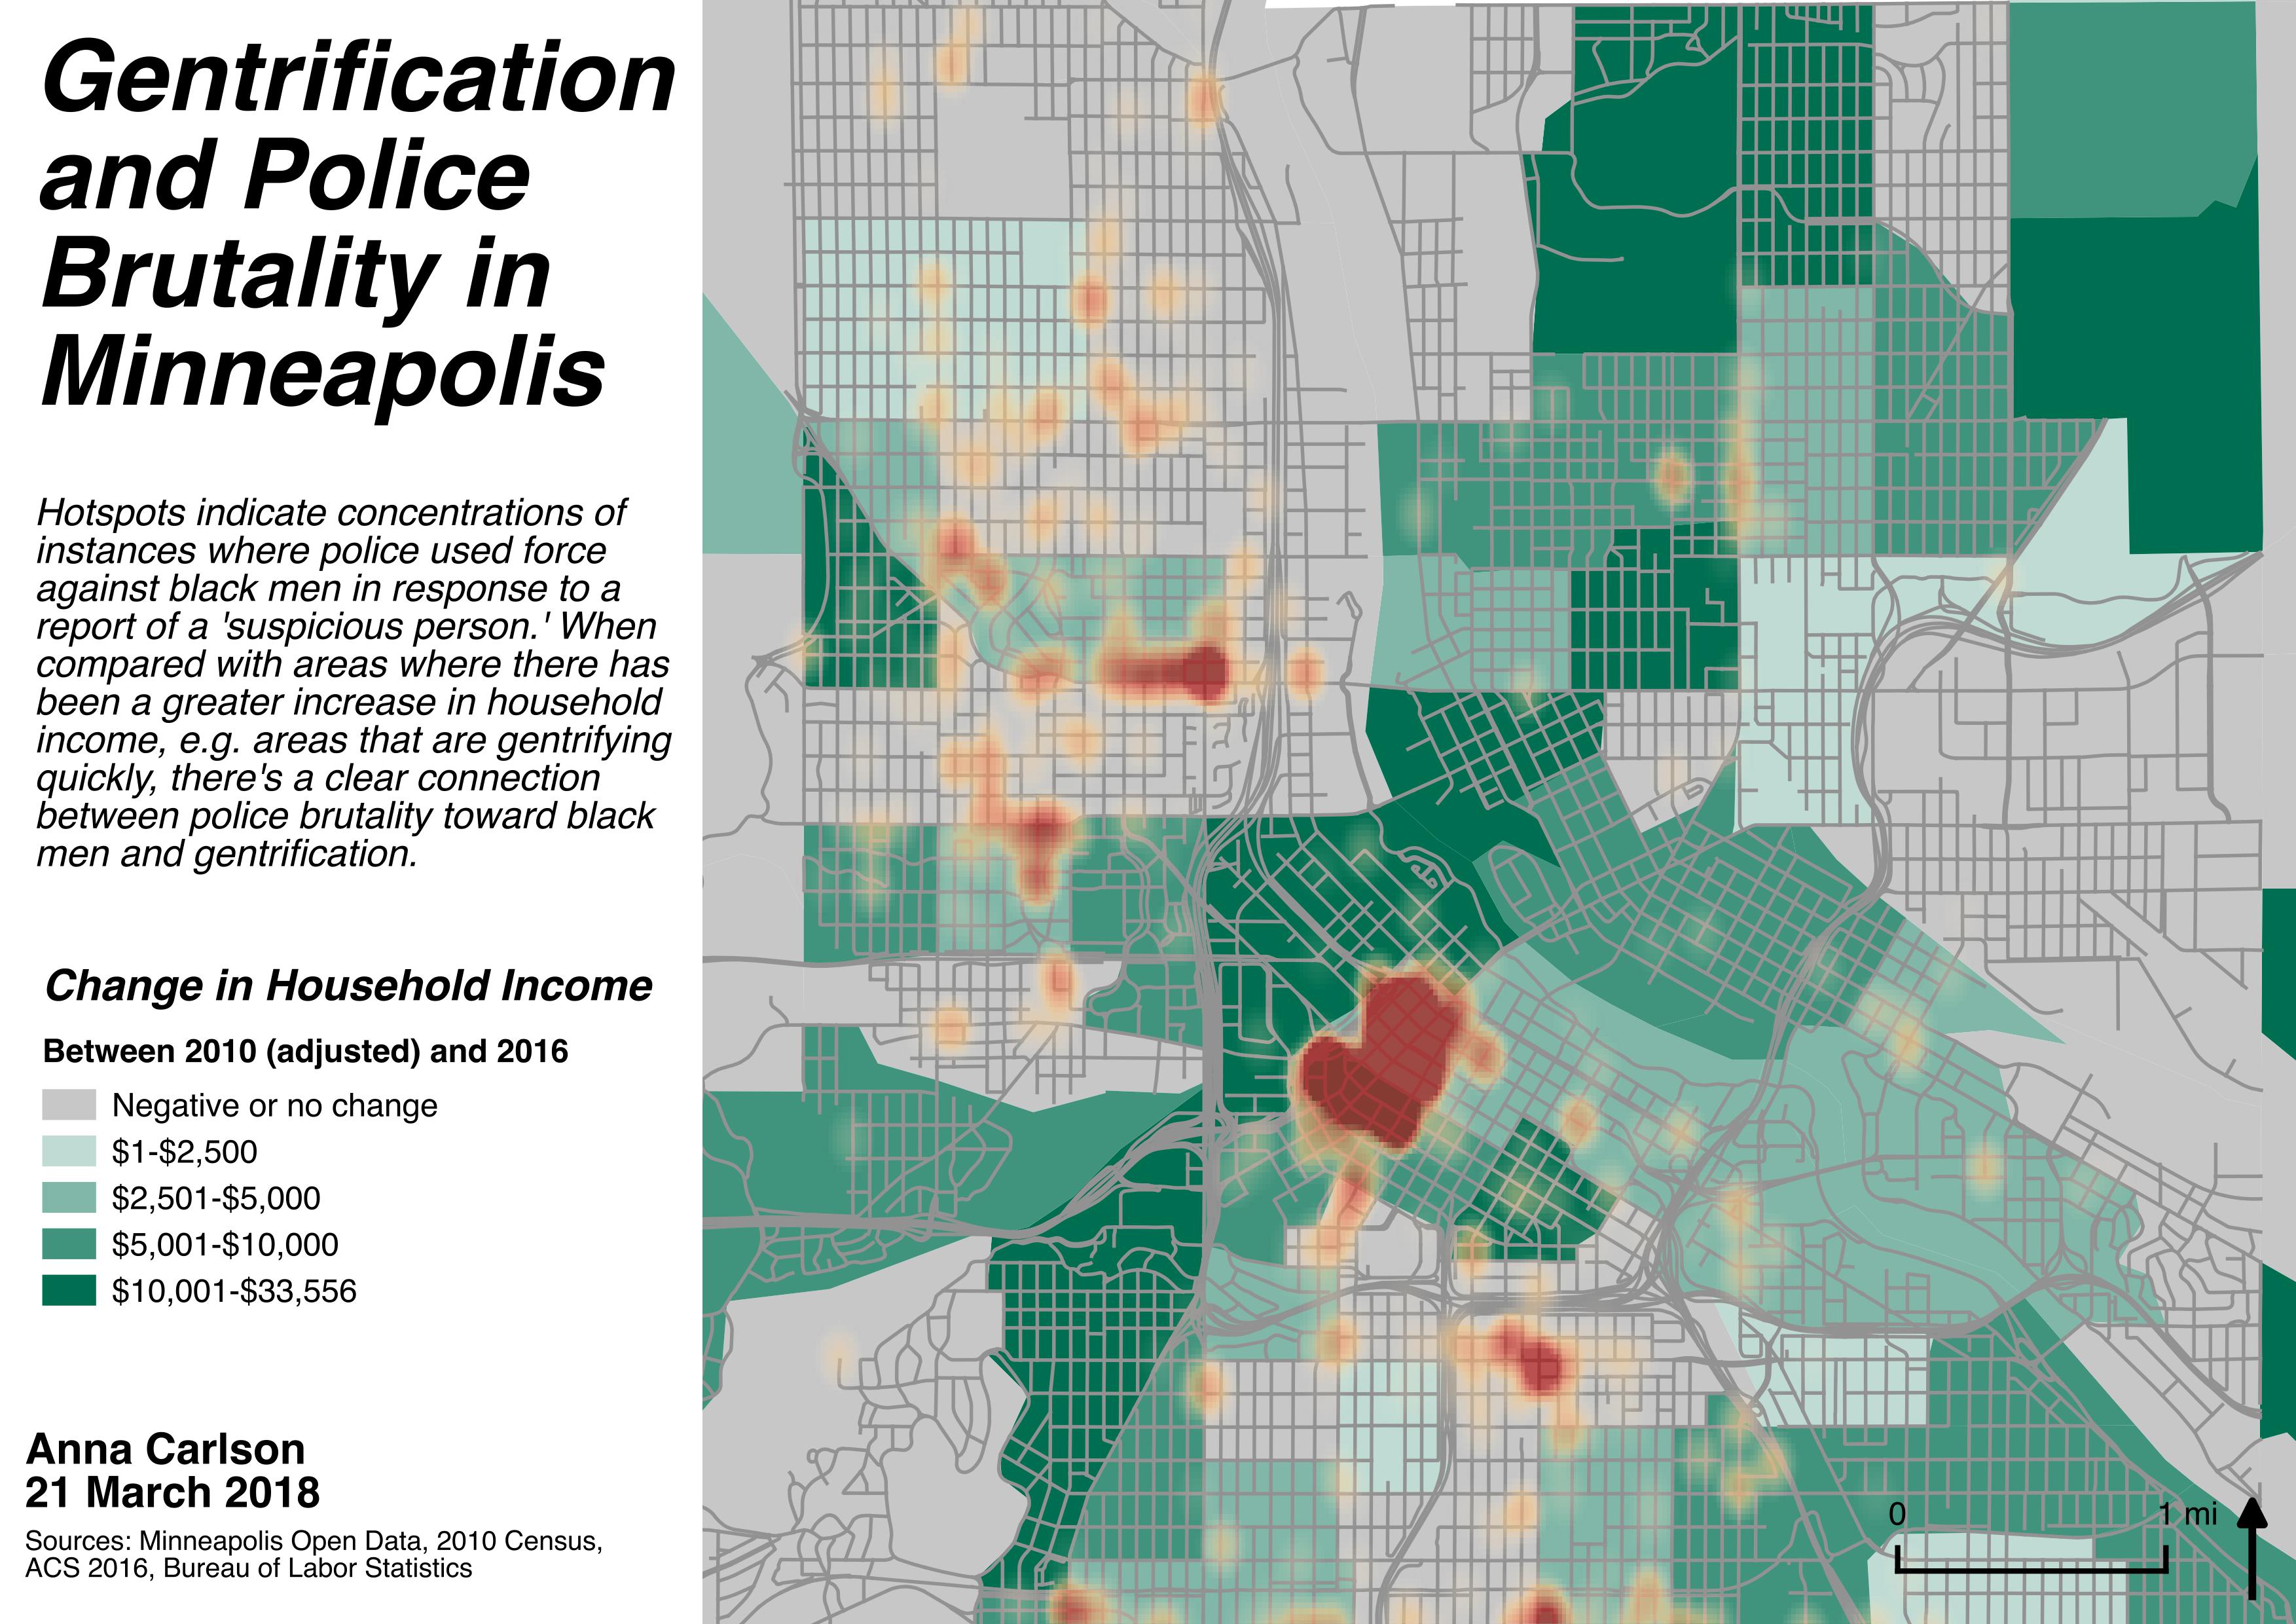 Gentrification
and Police
Brutality in
Minneapolis
Hotspots indicate concentrations of
instances where police used force
against black men in response to a
report of a 'suspicious person.' When
compared with areas where there has
been a greater increase in household
income, e.g. areas that are gentrifying
quickly, there's a clear connection
between police brutality toward black
men and gentrification.
Change in Household Income
Between 2010 (adjusted) and 2016
Negative or no change
$1-$2,500
$2,501-$5,000
$5,001-$10,000
$10,001-$33,556
Anna Carlson
21 March 2018
Sources: Minneapolis Open Data, 2010 Census,
ACS 2016, Bureau of Labor Statistics
0 1 mi